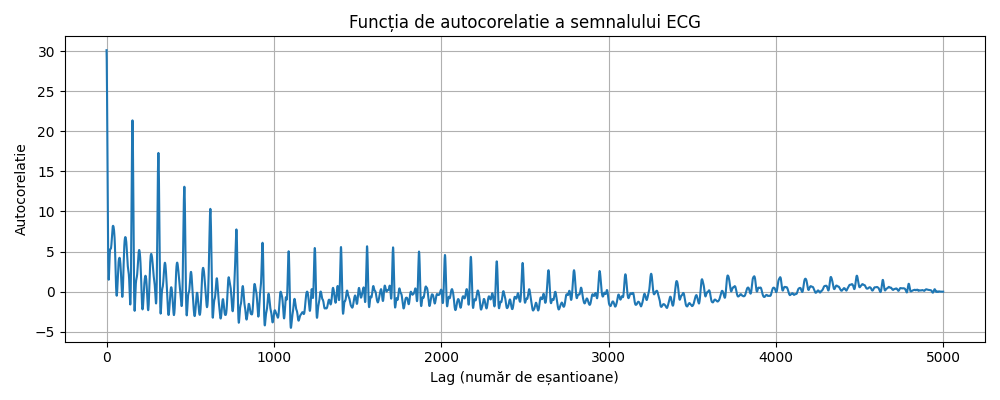 Funcția de autocorelatie a semnalului ECG
Autocorelatie
30
25
20
15
10
5
0
−5
0 1000 2000 3000 4000 5000
Lag (număr de eșantioane)